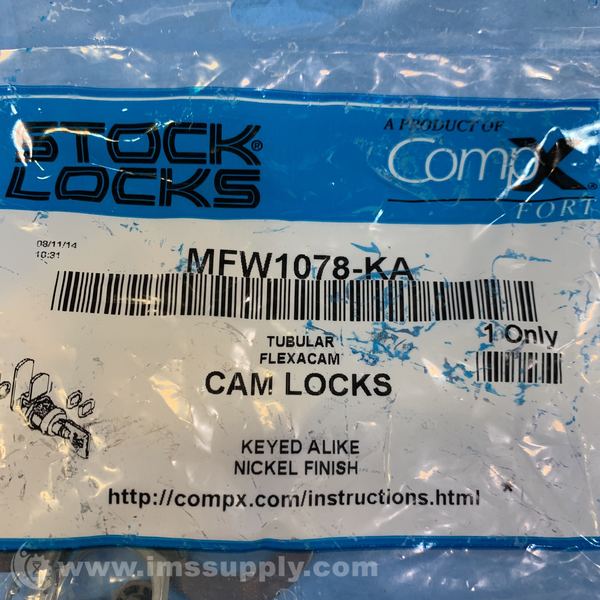 STOCK®
LOCKS
A PRODUCT OF
CompX®
FORT
09/11/14
10:31
MFW1078-KA
1 Only
TUBULAR
FLEXACAM
CAM LOCKS
KEYED ALIKE
NICKEL FINISH
http://compx.com/instructions.html
www.imssupply.com